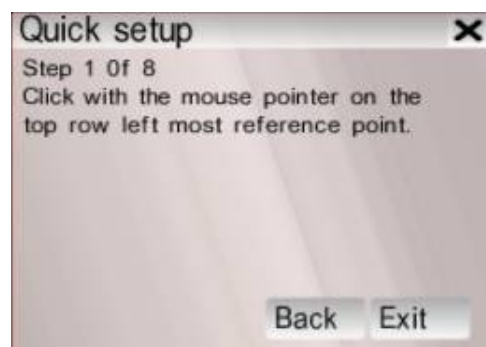 Quick setup
Step 1 0f 8
Click with the mouse pointer on the
top row left most reference point.
Back Exit